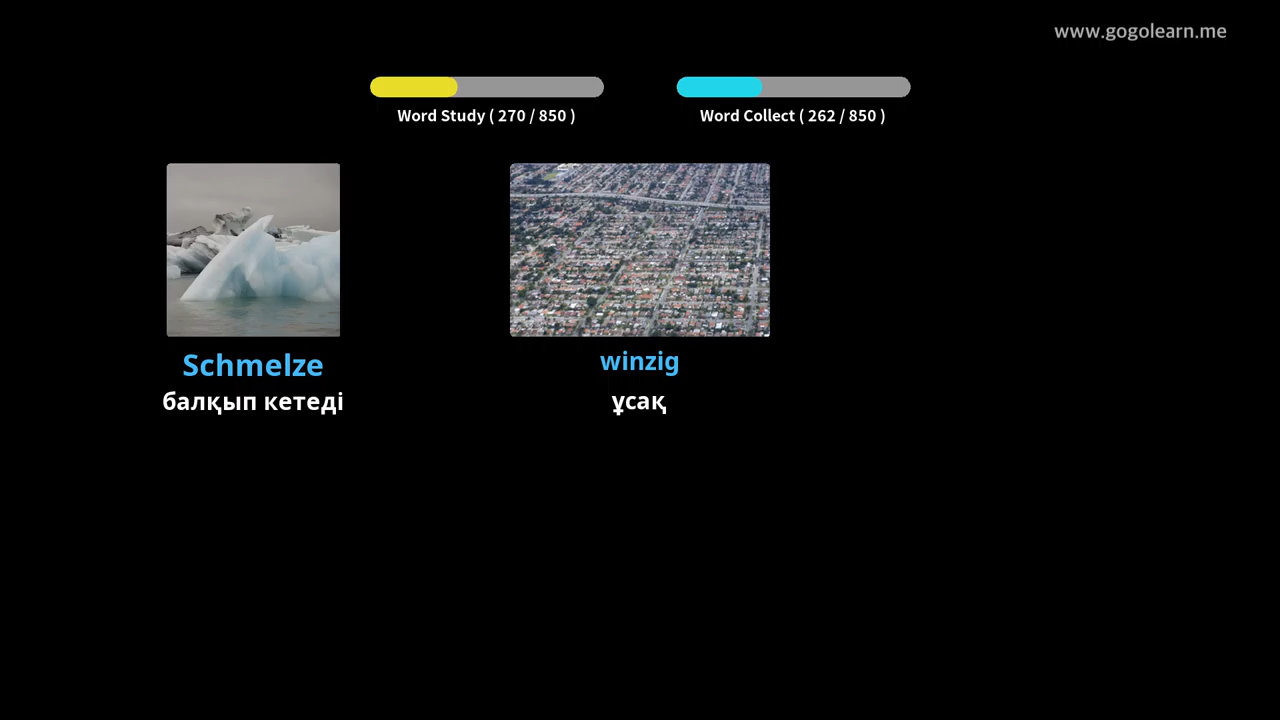 www.gogolearn.me
Word Study ( 270 / 850 )
Word Collect ( 262 / 850 )
Schmelze
балқып кетеді
winzig
ұсақ